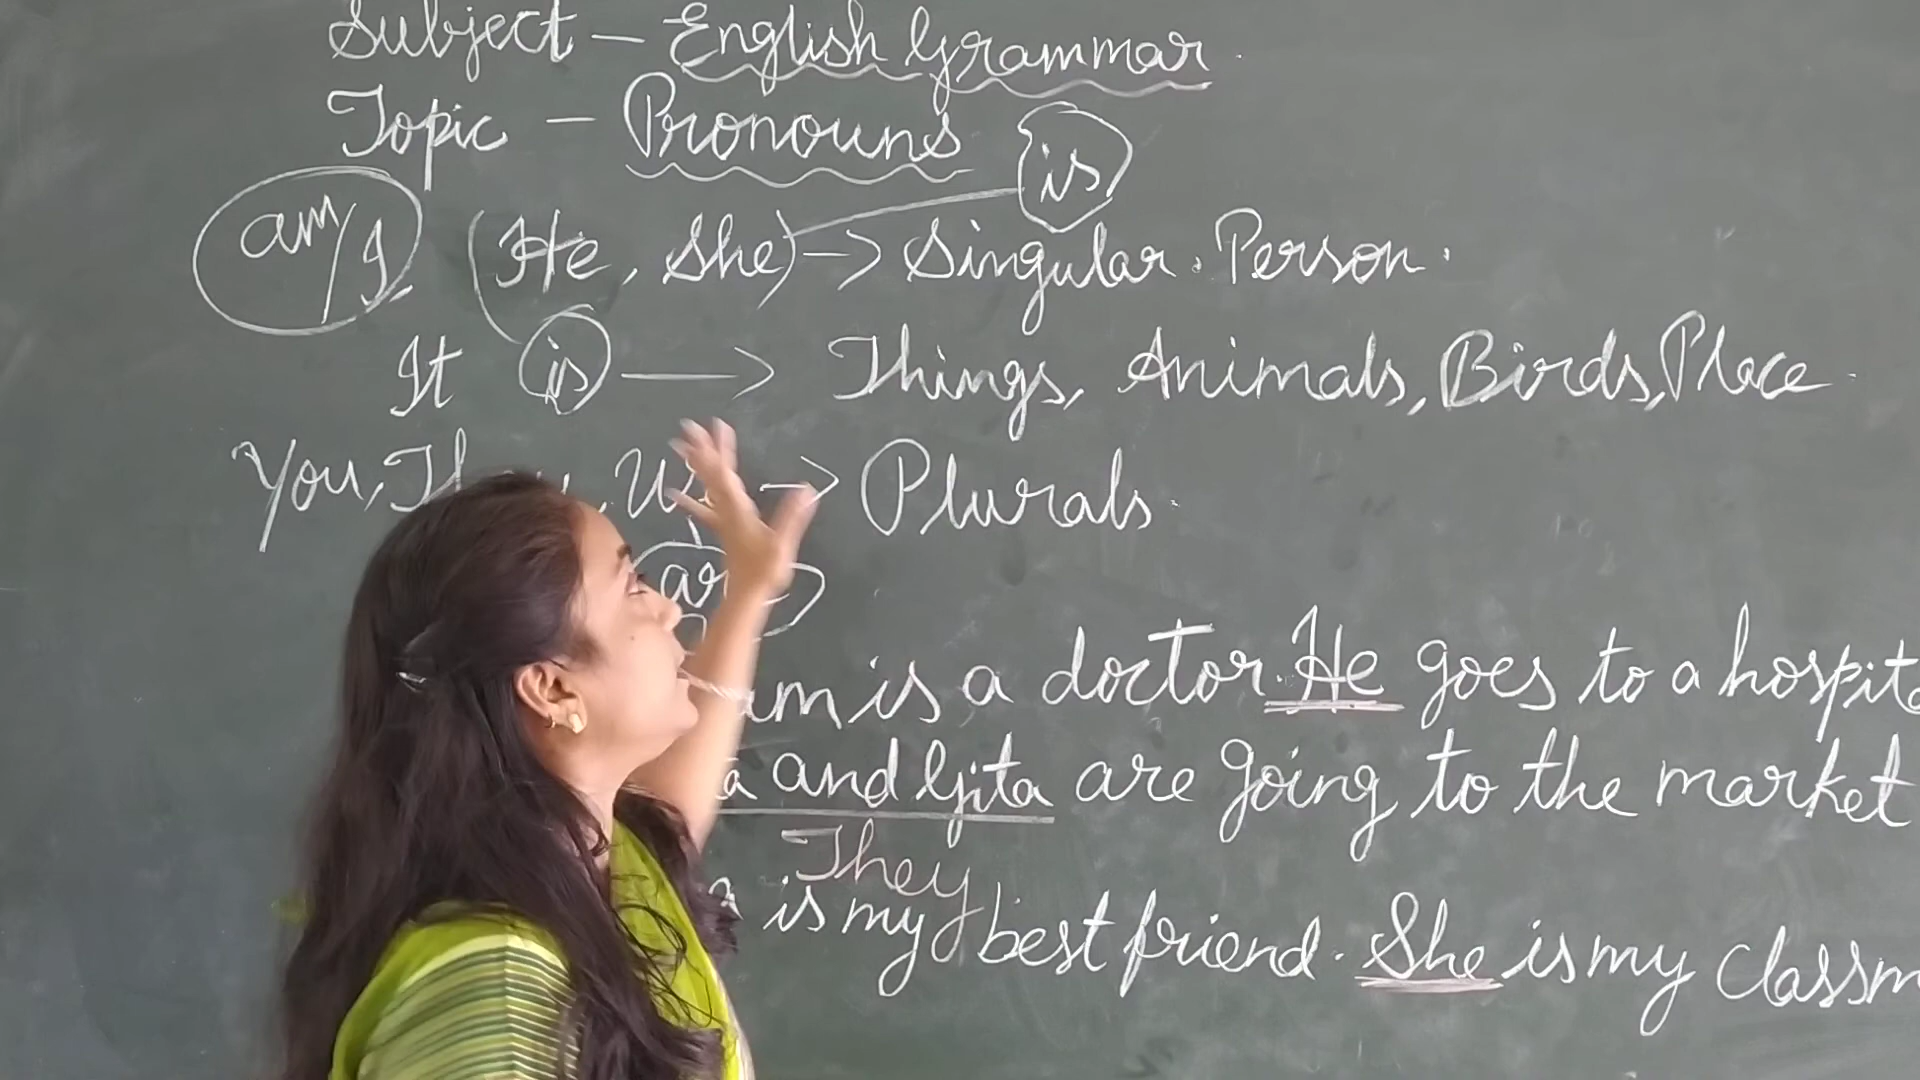 Subject - English Grammar.
Topic - Pronouns
is
am/I (He, She) -> Singular. Person.
It is -> Things, Animals, Birds, Place.
You, -> Plurals.
is a doctor. He goes to a
and Gita are going to the market
They
is my best friend. She is my